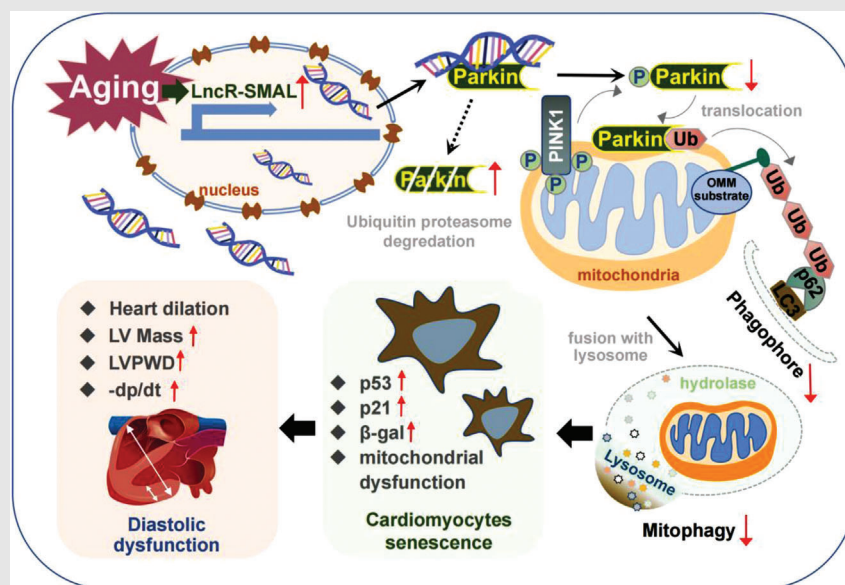 Aging
LncR-SMAL
nucleus
Parkin
Parkin
Ubiquitin proteasome
degredation
P
Parkin
translocation
PINK1
P
P
P
P
Parkin
Ub
OMM
substrate
mitochondria
Ub
Ub
Ub
p62
LC3
Phagophore
fusion with
lysosome
hydrolase
Lysosome
Mitophagy
◆ p53
◆ p21
◆ β-gal
◆ mitochondrial
dysfunction
Cardiomyocytes
senescence
◆ Heart dilation
◆ LV Mass
◆ LVPWD
◆ -dp/dt
Diastolic
dysfunction